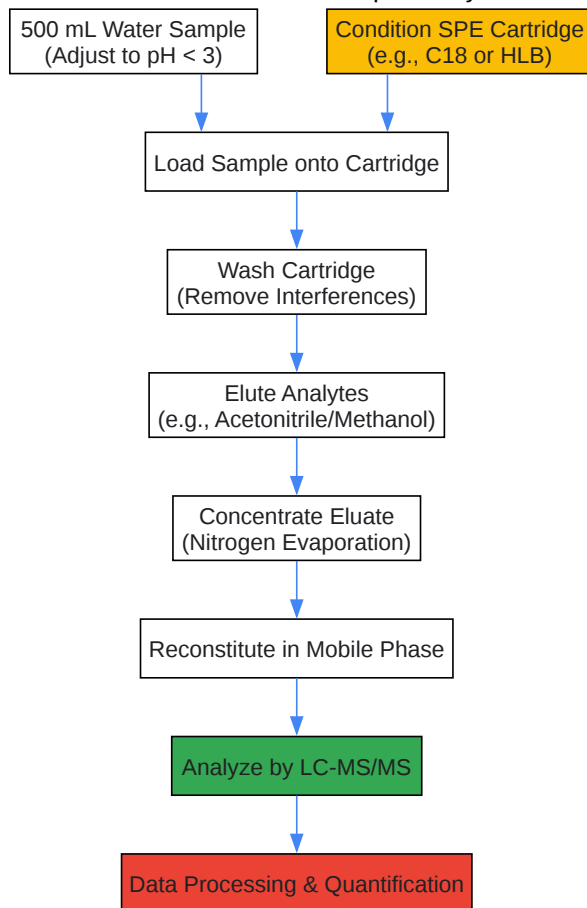 500 mL Water Sample
(Adjust to pH < 3)
Condition SPE Cartridge
(e.g., C18 or HLB)
Load Sample onto Cartridge
Wash Cartridge
(Remove Interferences)
Elute Analytes
(e.g., Acetonitrile/Methanol)
Concentrate Eluate
(Nitrogen Evaporation)
Reconstitute in Mobile Phase
Analyze by LC-MS/MS
Data Processing & Quantification